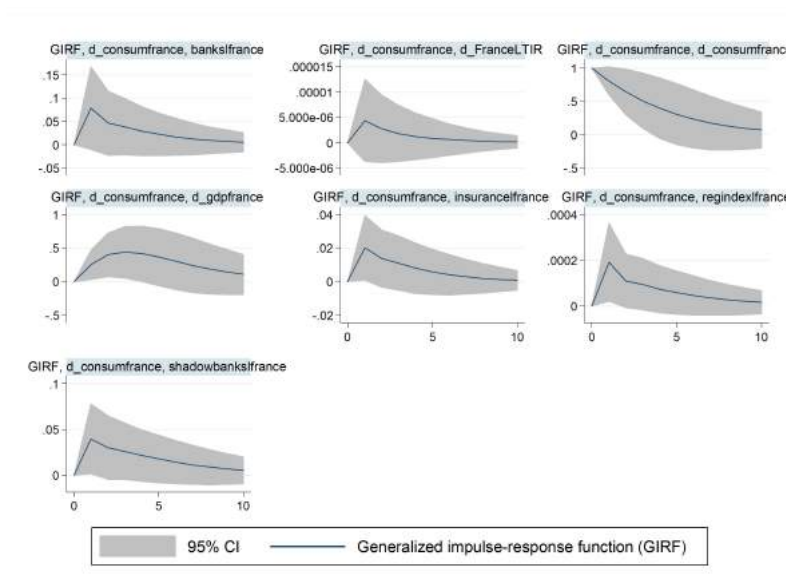 GIRF, d_consumfrance, bankslfrance
GIRF, d_consumfrance, d_FranceLTIR
GIRF, d_consumfrance, d_consumfrance
.15
.1
.05
0
-.05
.000015
.00001
5.000e-06
0
-5.000e-06
1
.5
0
-.5
GIRF, d_consumfrance, d_gdpfrance
GIRF, d_consumfrance, insurancelfrance
GIRF, d_consumfrance, regindexlfrance
1
.5
0
-.5
.04
.02
0
-.02
0 5 10
.0004
.0002
0
0 5 10
GIRF, d_consumfrance, shadowbankslfrance
.1
.05
0
0 5 10
95% CI
Generalized impulse-response function (GIRF)